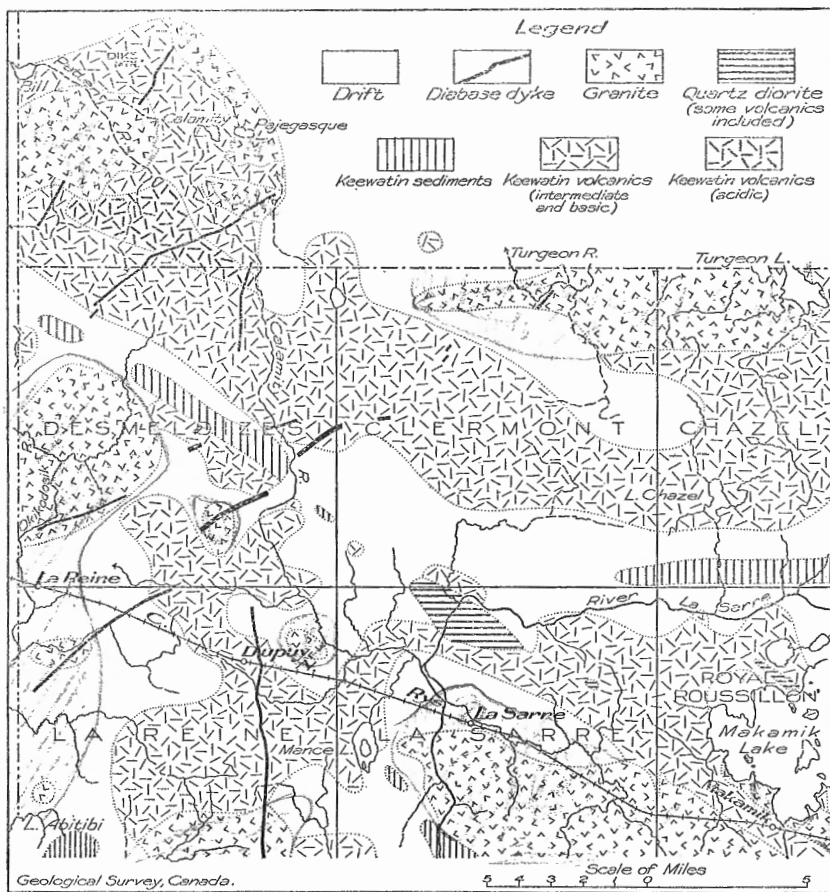 Legend
Drift
Diabase dyke
Granite
Quartz diorite
(some volcanics
included)
Keewatin sediments
Keewatin volcanics
(intermediate
and basic)
Keewatin volcanics
(acidic)
Calamity
L.
Pajegasque
Turgeon R.
Turgeon L.
Calamity
R.
DESMELOIZES
CLERMONT
CHAZEL
L. Chazel
La Reine
River
La Sarre
C.
Dupuy
N.
Rys
La Sarre
ROYAL
ROUSSILLON
LA REINE
LA SARRE
Makamik
Lake
Mance
Makamik
L. Abitibi
Geological Survey, Canada.
Scale of Miles
5 4 3 2 1 0 5